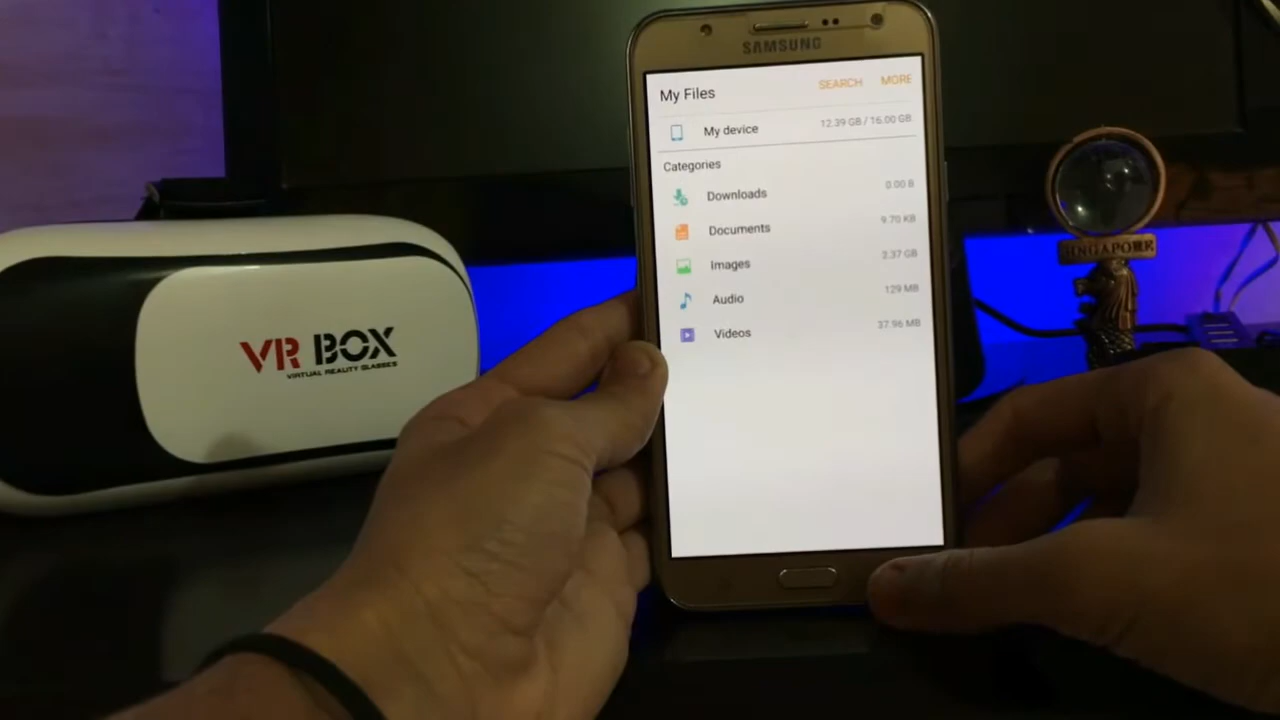 SAMSUNG
My Files SEARCH MORE
My device 12.39 GB / 16.00 GB
Categories
Downloads 0.00 B
Documents 9.70 KB
Images 2.37 GB
Audio 129 MB
Videos 37.96 MB
VR BOX
VIRTUAL REALITY GLASSES
SINGAPORE